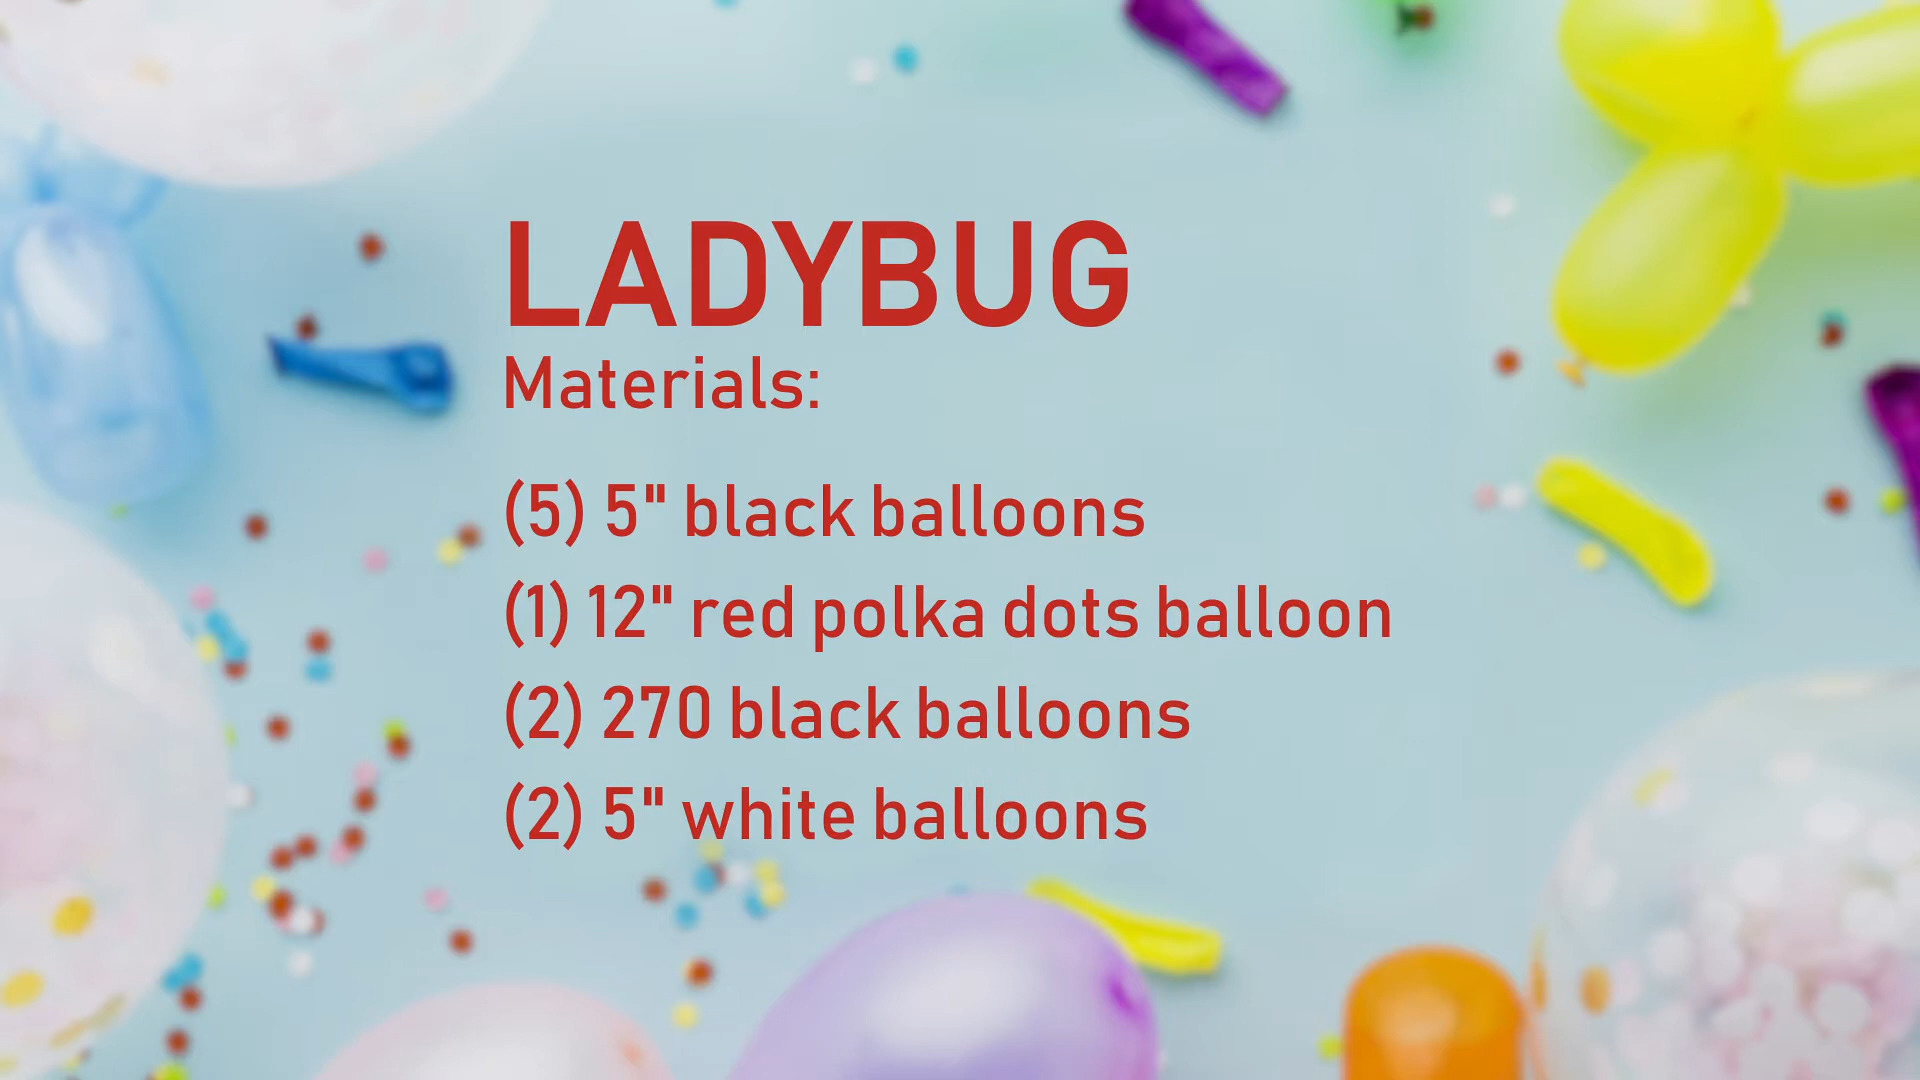 LADYBUG
Materials:
(5) 5" black balloons
(1) 12" red polka dots balloon
(2) 270 black balloons
(2) 5" white balloons